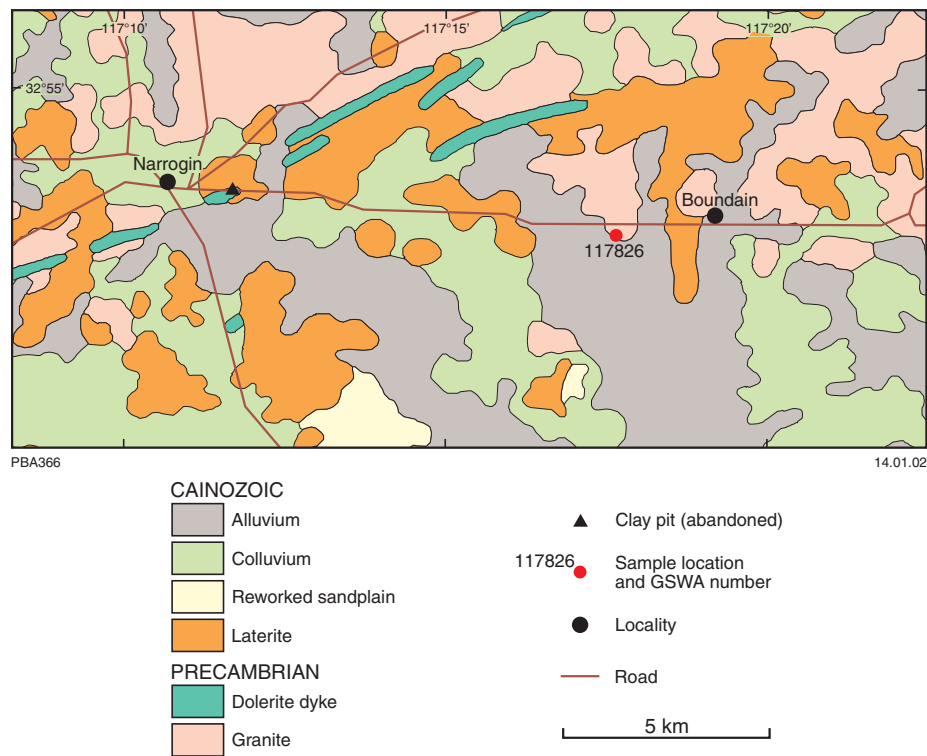 117°10'
117°15'
117°20'
32°55'
Narrogin
Boundain
117826
PBA366
14.01.02
CAINOZOIC
Alluvium
Colluvium
Reworked sandplain
Laterite
PRECAMBRIAN
Dolerite dyke
Granite
Clay pit (abandoned)
117826
Sample location
and GSWA number
Locality
Road
5 km